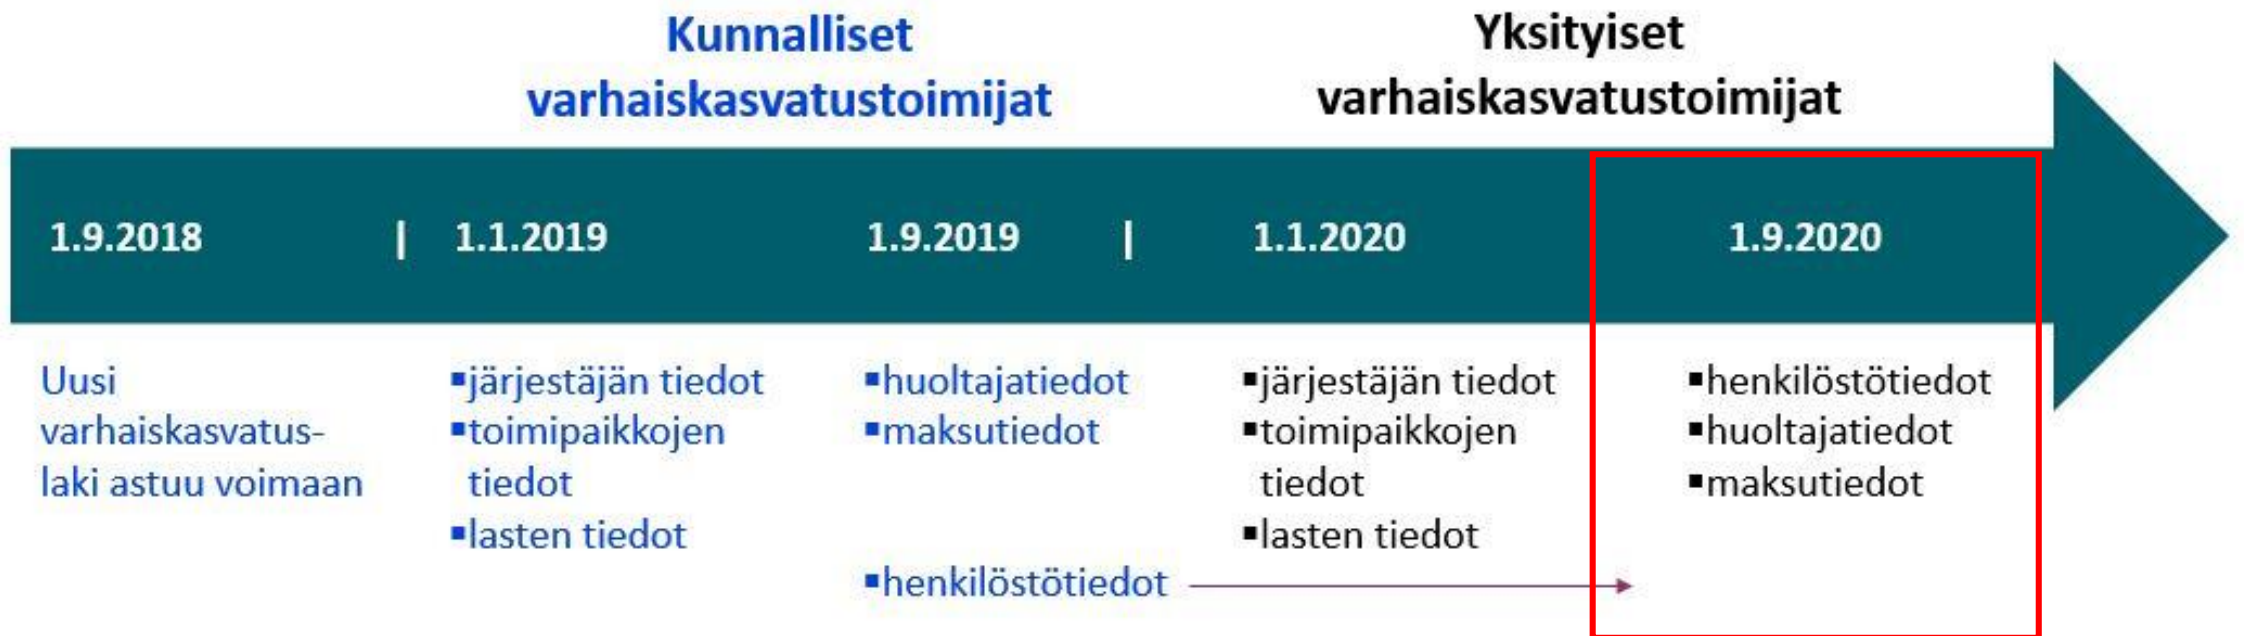 Kunnalliset
varhaiskasvatustoimijat
Yksityiset
varhaiskasvatustoimijat
1.9.2018 | 1.1.2019 1.9.2019 | 1.1.2020 1.9.2020
Uusi
varhaiskasvatus-
laki astuu voimaan
▪järjestäjän tiedot
▪toimipaikkojen
tiedot
▪lasten tiedot
▪huoltajatiedot
▪maksutiedot
▪henkilöstötiedot
▪järjestäjän tiedot
▪toimipaikkojen
tiedot
▪lasten tiedot
▪henkilöstötiedot
▪huoltajatiedot
▪maksutiedot